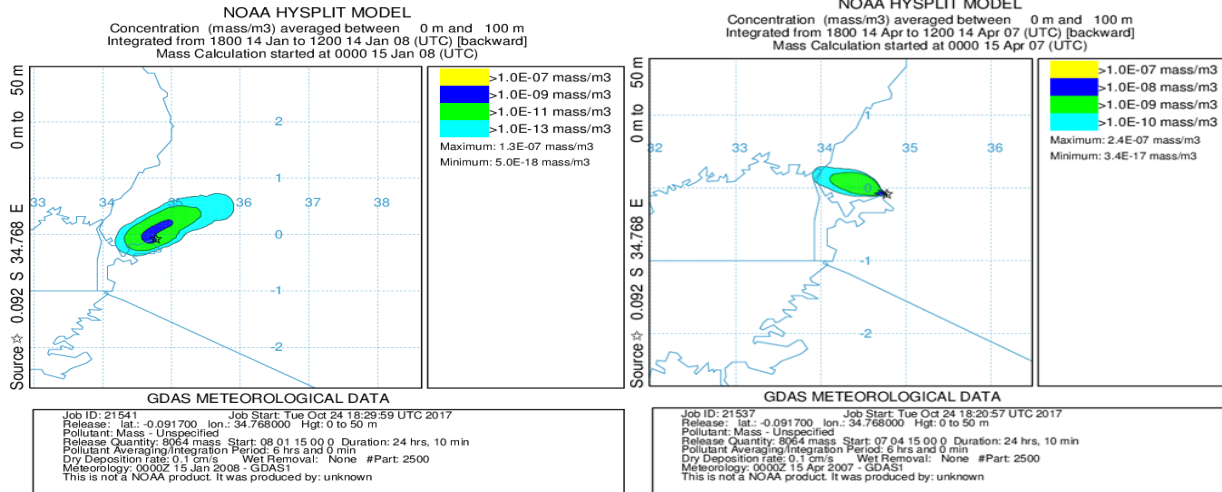 NOAA HYSPLIT MODEL
Concentration (mass/m3) averaged between 0 m and 100 m
Integrated from 1800 14 Jan to 1200 14 Jan 08 (UTC) [backward]
Mass Calculation started at 0000 15 Jan 08 (UTC)
Source ☆ 0.092 S 34.768 E 0 m to 50 m
2
33 34 35 36 37 38
0
-1
-2
>1.0E-07 mass/m3
>1.0E-09 mass/m3
>1.0E-11 mass/m3
>1.0E-13 mass/m3
Maximum: 1.3E-07 mass/m3
Minimum: 5.0E-18 mass/m3
GDAS METEOROLOGICAL DATA
Job ID: 21541 Job Start: Tue Oct 24 18:29:59 UTC 2017
Release: lat.: -0.091700 lon.: 34.768000 Hgt: 0 to 50 m
Pollutant: Mass - Unspecified
Release Quantity: 8064 mass Start: 08 01 15 00 0 Duration: 24 hrs, 10 min
Pollutant Averaging/Integration Period: 6 hrs and 0 min
Dry Deposition rate: 0.1 cm/s Wet Removal: None #Part: 2500
Meteorology: 0000Z 15 Jan 2008 - GDAS1
This is not a NOAA product. It was produced by: unknown
NOAA HYSPLIT MODEL
Concentration (mass/m3) averaged between 0 m and 100 m
Integrated from 1800 14 Apr to 1200 14 Apr 07 (UTC) [backward]
Mass Calculation started at 0000 15 Apr 07 (UTC)
Source ☆ 0.092 S 34.768 E 0 m to 50 m
1
32 33 34 35 36
0
-1
-2
>1.0E-07 mass/m3
>1.0E-08 mass/m3
>1.0E-09 mass/m3
>1.0E-10 mass/m3
Maximum: 2.4E-07 mass/m3
Minimum: 3.4E-17 mass/m3
GDAS METEOROLOGICAL DATA
Job ID: 21537 Job Start: Tue Oct 24 18:20:57 UTC 2017
Release: lat.: -0.091700 lon.: 34.768000 Hgt: 0 to 50 m
Pollutant: Mass - Unspecified
Release Quantity: 8064 mass Start: 07 04 15 00 0 Duration: 24 hrs, 10 min
Pollutant Averaging/Integration Period: 6 hrs and 0 min
Dry Deposition rate: 0.1 cm/s Wet Removal: None #Part: 2500
Meteorology: 0000Z 15 Apr 2007 - GDAS1
This is not a NOAA product. It was produced by: unknown